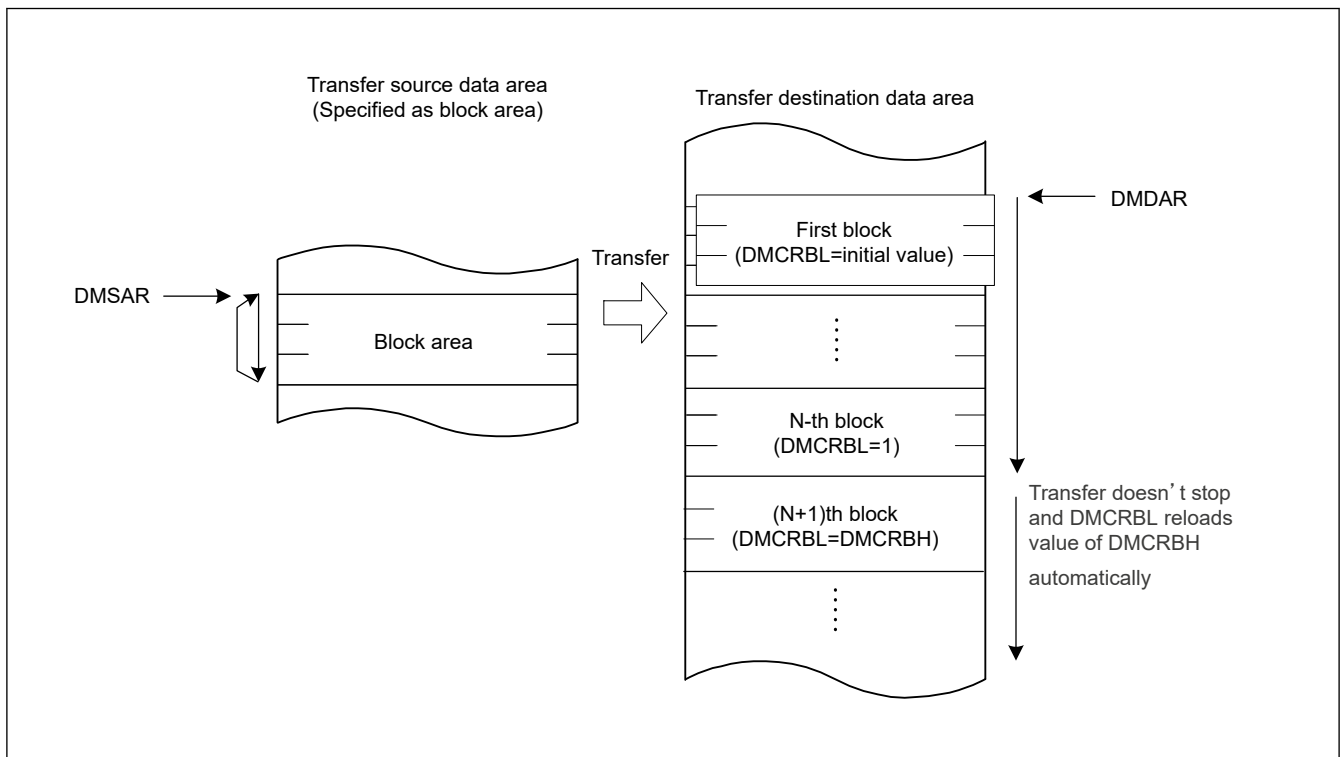 Transfer source data area
(Specified as block area)
Transfer destination data area
DMDAR
First block
(DMCRBL=initial value)
Transfer
DMSAR
Block area
N-th block
(DMCRBL=1)
(N+1)th block
(DMCRBL=DMCRBH)
Transfer doesn’t stop
and DMCRBL reloads
value of DMCRBH
automatically